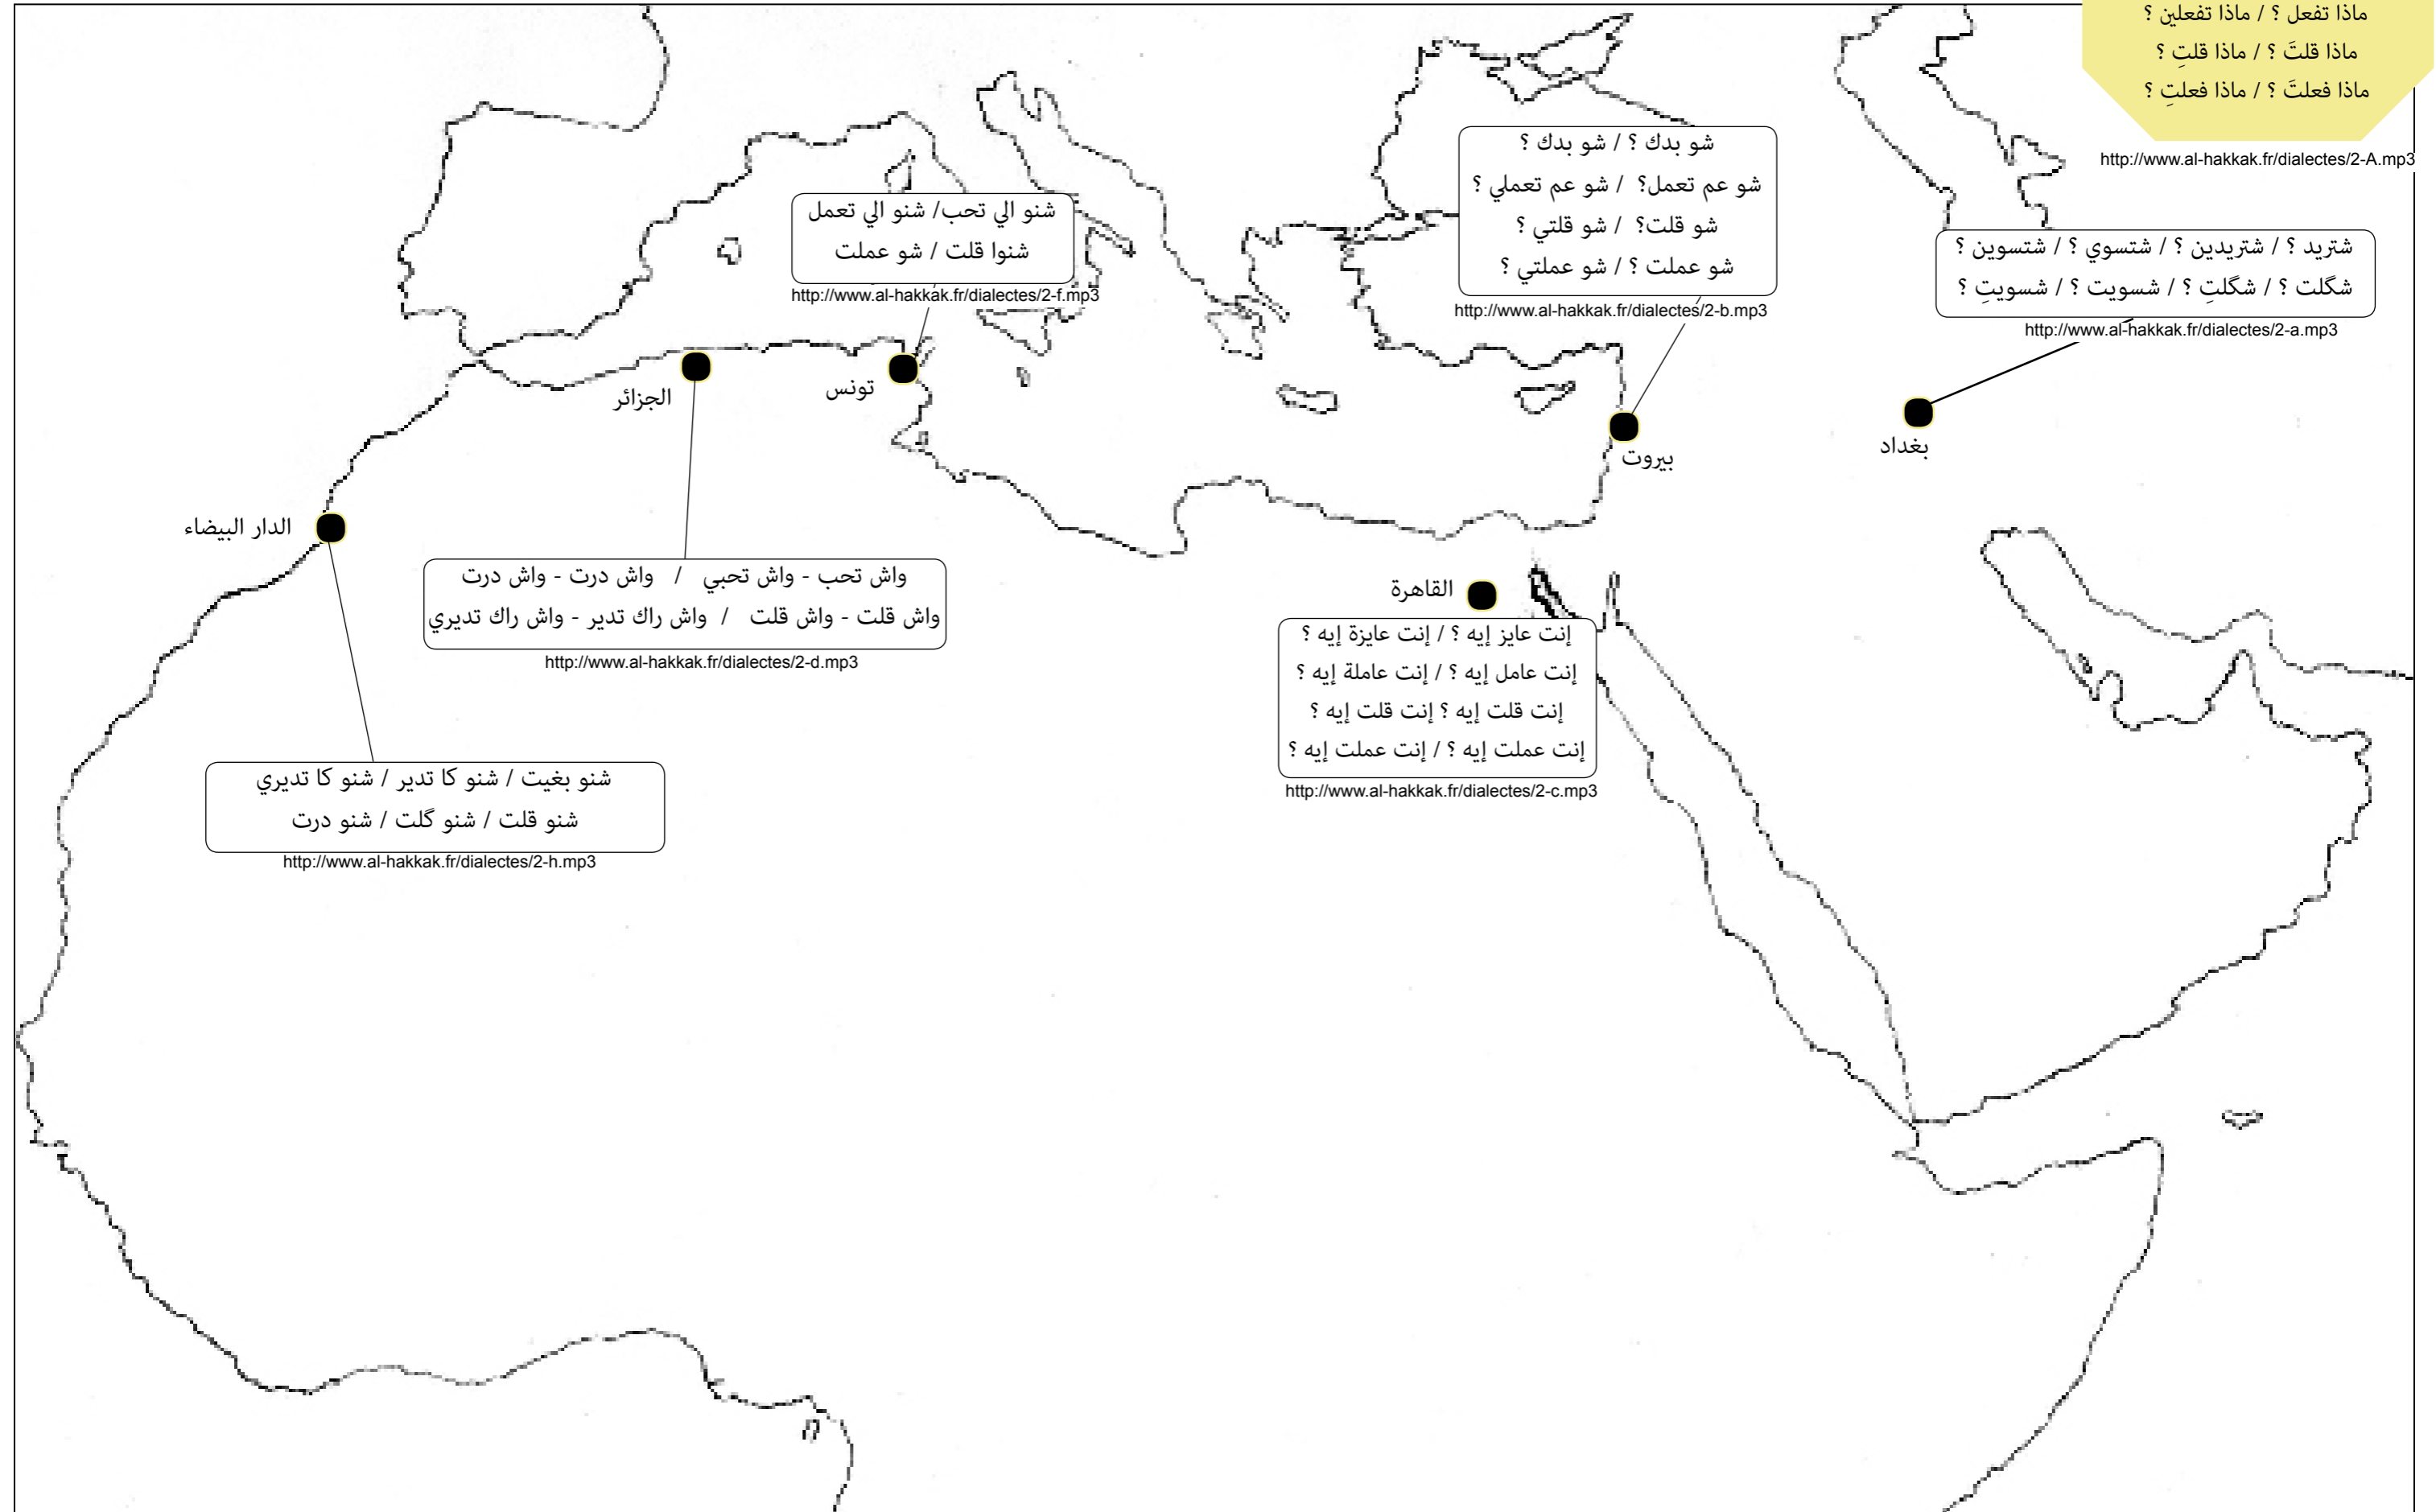 ماذا تفعل ؟ / ماذا تفعلين ؟
ماذا قلتَ ؟ / ماذا قلتِ ؟
ماذا فعلتَ ؟ / ماذا فعلتِ ؟
http://www.al-hakkak.fr/dialectes/2-A.mp3
شو بدك ؟ / شو بدك ؟
شو عم تعمل؟ / شو عم تعملي ؟
شو قلت؟ / شو قلتي ؟
شو عملت ؟ / شو عملتي ؟
http://www.al-hakkak.fr/dialectes/2-b.mp3
شنو الي تحب/ شنو الي تعمل
شنوا قلت / شو عملت
http://www.al-hakkak.fr/dialectes/2-f.mp3
شتريد ؟ / شتريدين ؟ / شتسوي ؟ / شتسوين ؟
شگلت ؟ / شگلتِ ؟ / شسويت ؟ / شسويتِ ؟
http://www.al-hakkak.fr/dialectes/2-a.mp3
الجزائر
تونس
بيروت
بغداد
الدار البيضاء
القاهرة
واش تحب - واش تحبي / واش درت - واش درت
واش قلت - واش قلت / واش راك تدير - واش راك تديري
http://www.al-hakkak.fr/dialectes/2-d.mp3
إنت عايز إيه ؟ / إنت عايزة إيه ؟
إنت عامل إيه ؟ / إنت عاملة إيه ؟
إنت قلت إيه ؟ إنت قلت إيه ؟
إنت عملت إيه ؟ / إنت عملت إيه ؟
http://www.al-hakkak.fr/dialectes/2-c.mp3
شنو بغيت / شنو كا تدير / شنو كا تديري
شنو قلت / شنو گلت / شنو درت
http://www.al-hakkak.fr/dialectes/2-h.mp3